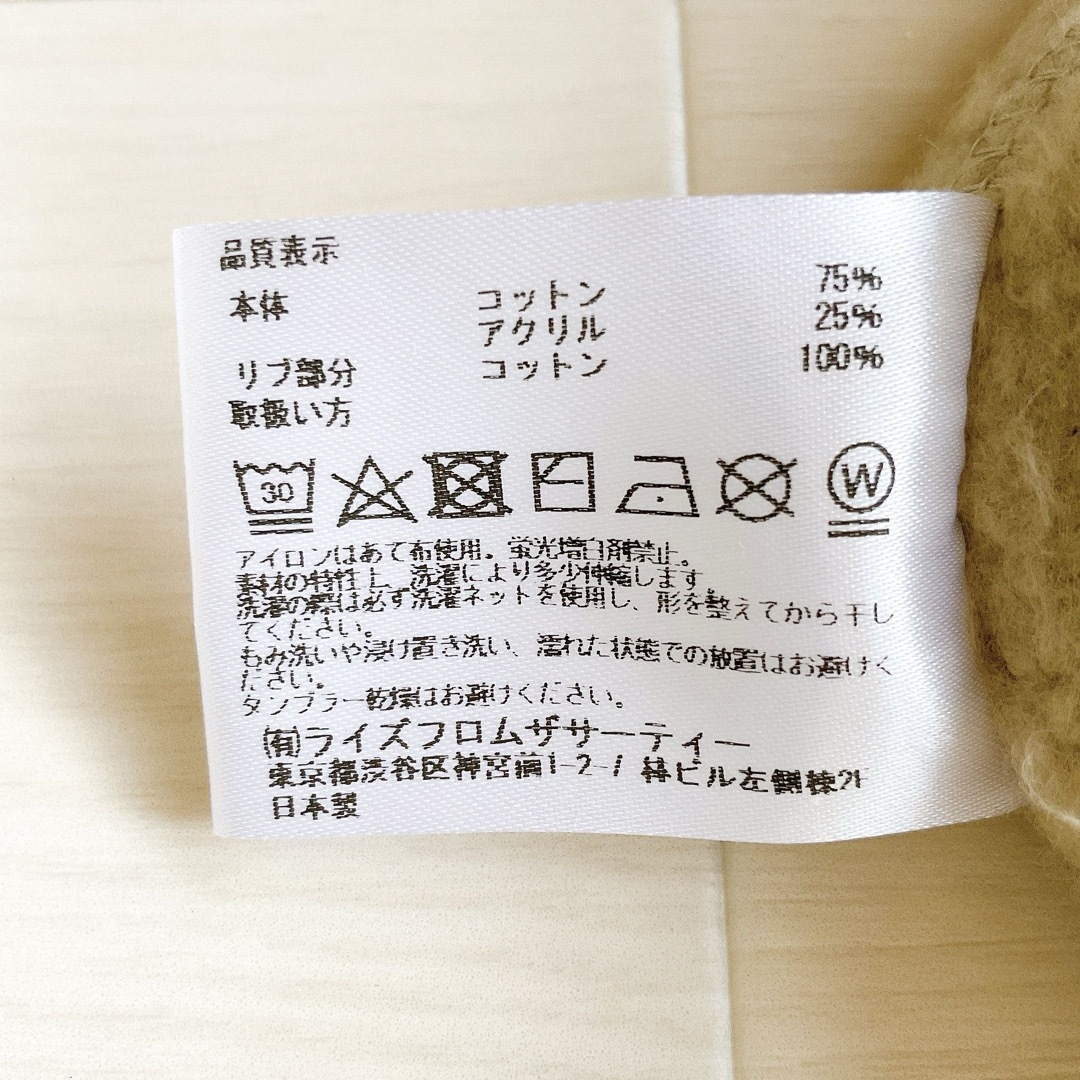 品質表示
本体 コットン 75%
アクリル 25%
リブ部分 コットン 100%
取扱い方
30 W
アイロンはあて布使用。蛍光増白剤禁止。
素材の特性上、洗濯により多少伸縮します。
洗濯の際は必ず洗濯ネットを使用し、形を整えてから干し
てください。
もみ洗いや浸け置き洗い、濡れた状態での放置はお避けく
ださい。
タンブラー乾燥はお避けください。
(有)ライズフロムザサーティー
東京都渋谷区神宮前1-2-7 林ビル左側棟2F
日本製